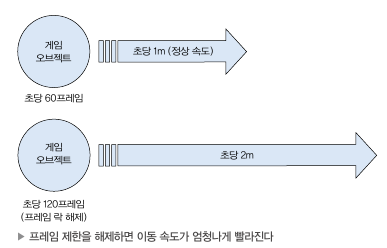 게임
오브젝트
초당 1m (정상 속도)
초당 60프레임
게임
오브젝트
초당 2m
초당 120프레임
(프레임 락 해제)
▶ 프레임 제한을 해제하면 이동 속도가 엄청나게 빨라진다